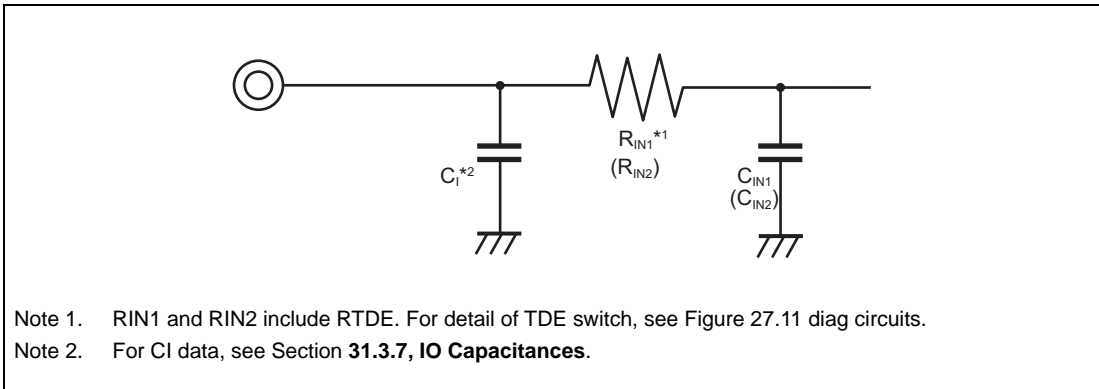 R_IN1*1
(R_IN2)
C_I*2
C_IN1
(C_IN2)
Note 1. RIN1 and RIN2 include RTDE. For detail of TDE switch, see Figure 27.11 diag circuits.
Note 2. For CI data, see Section 31.3.7, IO Capacitances.